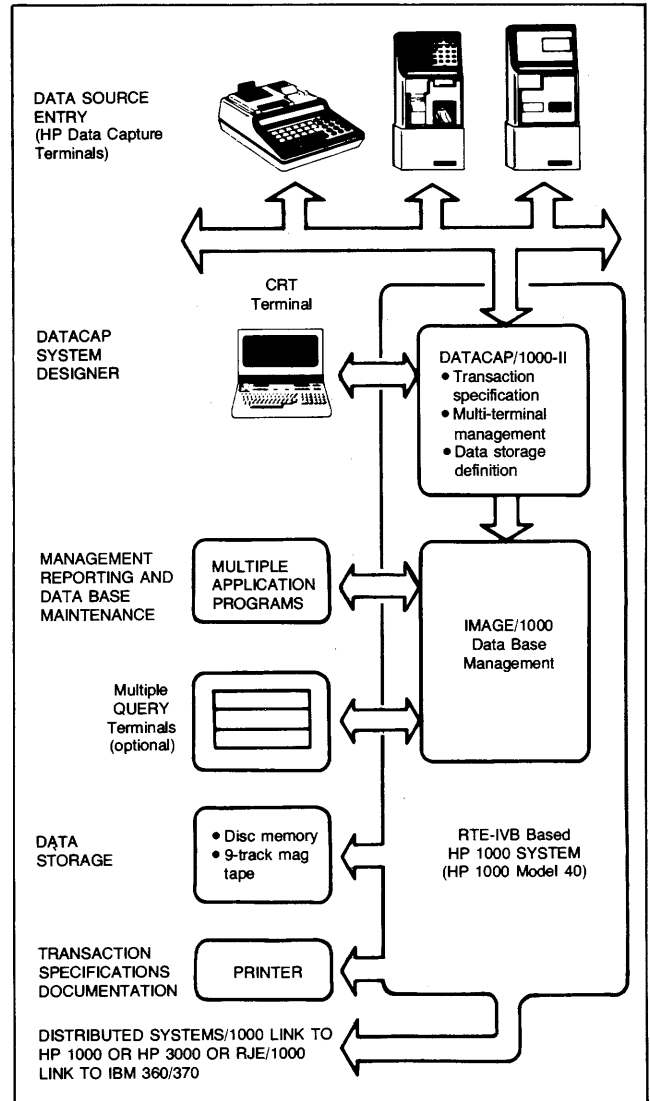 DATA SOURCE
ENTRY
(HP Data Capture
Terminals)
CRT
Terminal
DATACAP
SYSTEM
DESIGNER
DATACAP/1000-II
• Transaction
specification
• Multi-terminal
management
• Data storage
definition
MANAGEMENT
REPORTING AND
DATA BASE
MAINTENANCE
MULTIPLE
APPLICATION
PROGRAMS
IMAGE/1000
Data Base
Management
Multiple
QUERY
Terminals
(optional)
DATA
STORAGE
• Disc memory
• 9-track mag
tape
RTE-IVB Based
HP 1000 SYSTEM
(HP 1000 Model 40)
TRANSACTION
SPECIFICATIONS
DOCUMENTATION
PRINTER
DISTRIBUTED SYSTEMS/1000 LINK TO
HP 1000 OR HP 3000 OR RJE/1000
LINK TO IBM 360/370